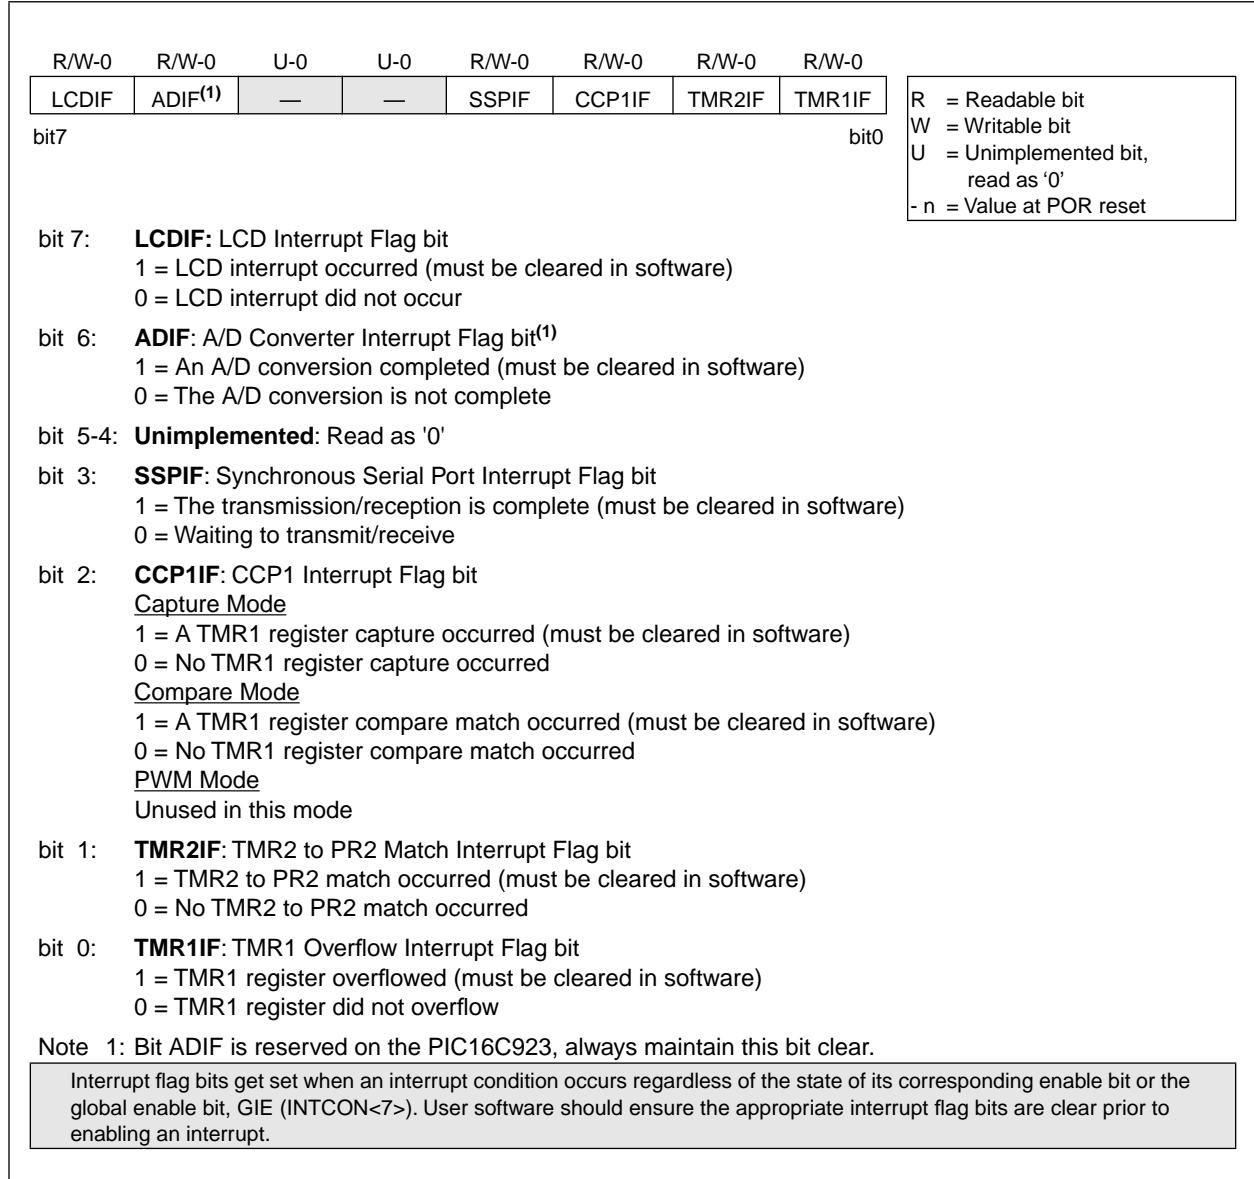 R/W-0 R/W-0 U-0 U-0 R/W-0 R/W-0 R/W-0 R/W-0
LCDIF ADIF(1) — — SSPIF CCP1IF TMR2IF TMR1IF
bit7 bit0
R = Readable bit
W = Writable bit
U = Unimplemented bit,
read as ‘0’
- n = Value at POR reset
bit 7: LCDIF: LCD Interrupt Flag bit
1 = LCD interrupt occurred (must be cleared in software)
0 = LCD interrupt did not occur
bit 6: ADIF: A/D Converter Interrupt Flag bit(1)
1 = An A/D conversion completed (must be cleared in software)
0 = The A/D conversion is not complete
bit 5-4: Unimplemented: Read as '0'
bit 3: SSPIF: Synchronous Serial Port Interrupt Flag bit
1 = The transmission/reception is complete (must be cleared in software)
0 = Waiting to transmit/receive
bit 2: CCP1IF: CCP1 Interrupt Flag bit
Capture Mode
1 = A TMR1 register capture occurred (must be cleared in software)
0 = No TMR1 register capture occurred
Compare Mode
1 = A TMR1 register compare match occurred (must be cleared in software)
0 = No TMR1 register compare match occurred
PWM Mode
Unused in this mode
bit 1: TMR2IF: TMR2 to PR2 Match Interrupt Flag bit
1 = TMR2 to PR2 match occurred (must be cleared in software)
0 = No TMR2 to PR2 match occurred
bit 0: TMR1IF: TMR1 Overflow Interrupt Flag bit
1 = TMR1 register overflowed (must be cleared in software)
0 = TMR1 register did not overflow
Note 1: Bit ADIF is reserved on the PIC16C923, always maintain this bit clear.
Interrupt flag bits get set when an interrupt condition occurs regardless of the state of its corresponding enable bit or the
global enable bit, GIE (INTCON<7>). User software should ensure the appropriate interrupt flag bits are clear prior to
enabling an interrupt.